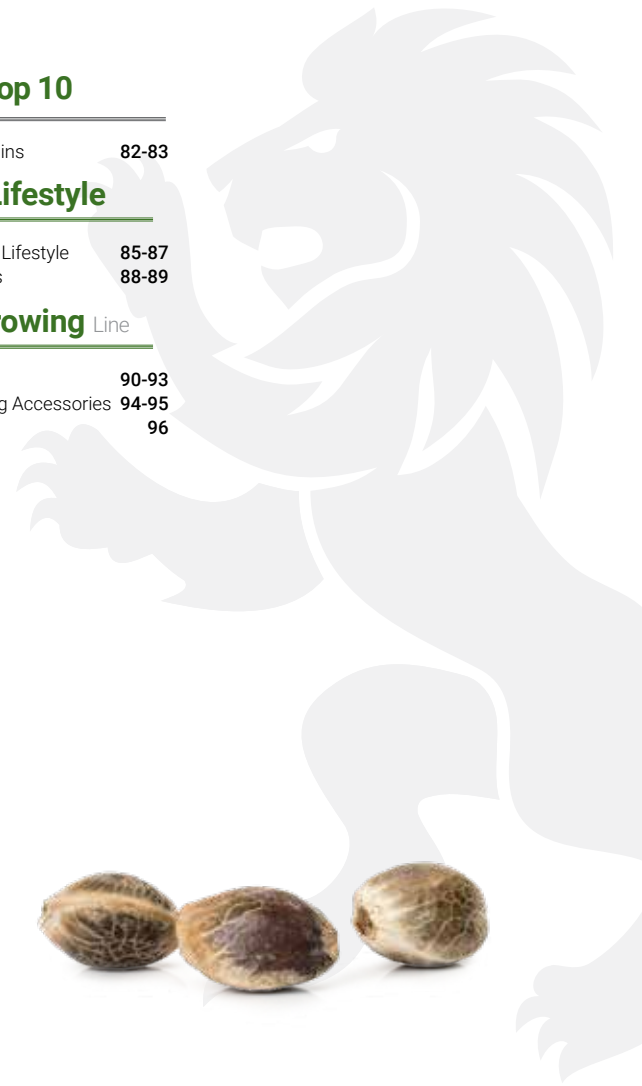 op 10
ins 82-83
Lifestyle
Lifestyle 85-87
s 88-89
rowing Line
90-93
g Accessories 94-95
96